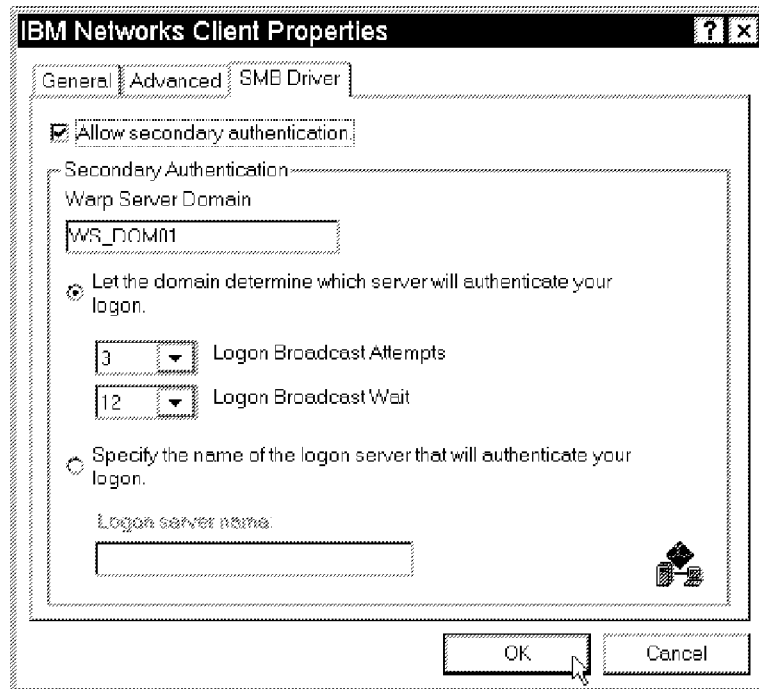 IBM Networks Client Properties
General Advanced SMB Driver
Allow secondary authentication.
Secondary Authentication
Warp Server Domain
WS_DOM01
Let the domain determine which server will authenticate your
logon.
3 Logon Broadcast Attempts
12 Logon Broadcast Wait
Specify the name of the logon server that will authenticate your
logon.
Logon server name:
OK Cancel